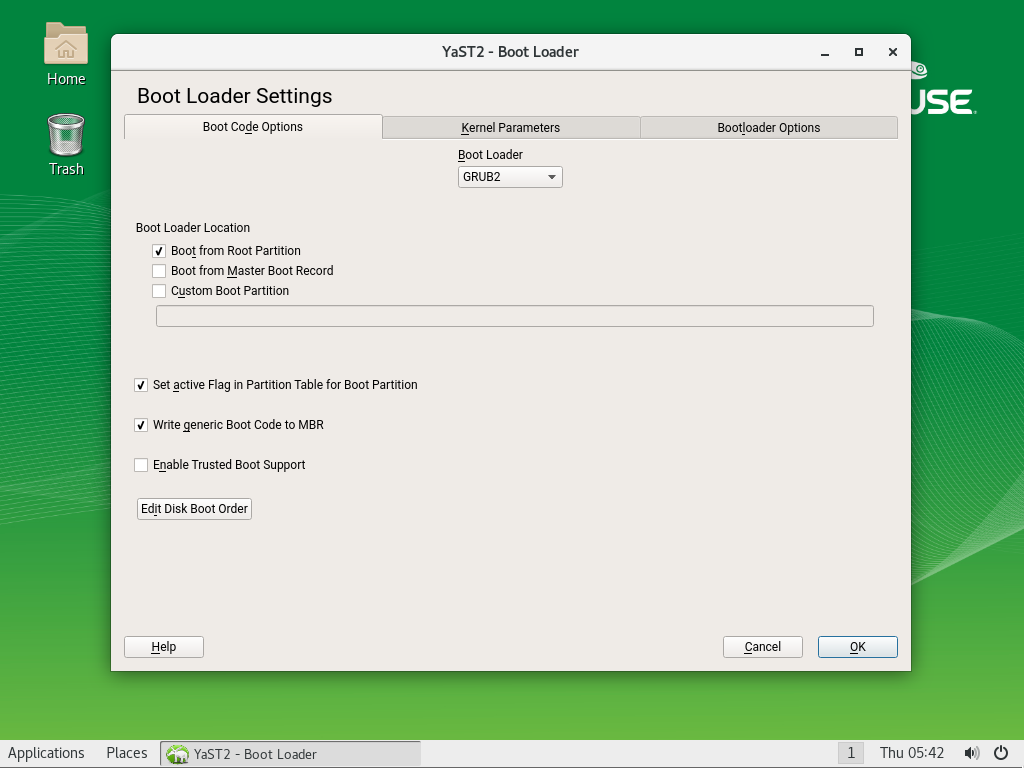 Home
Trash
USE
YaST2 - Boot Loader
Boot Loader Settings
Boot Code Options
Kernel Parameters
Bootloader Options
Boot Loader
GRUB2
Boot Loader Location
Boot from Root Partition
Boot from Master Boot Record
Custom Boot Partition
Set active Flag in Partition Table for Boot Partition
Write generic Boot Code to MBR
Enable Trusted Boot Support
Edit Disk Boot Order
Help
Cancel
OK
Applications
Places
YaST2 - Boot Loader
1
Thu 05:42